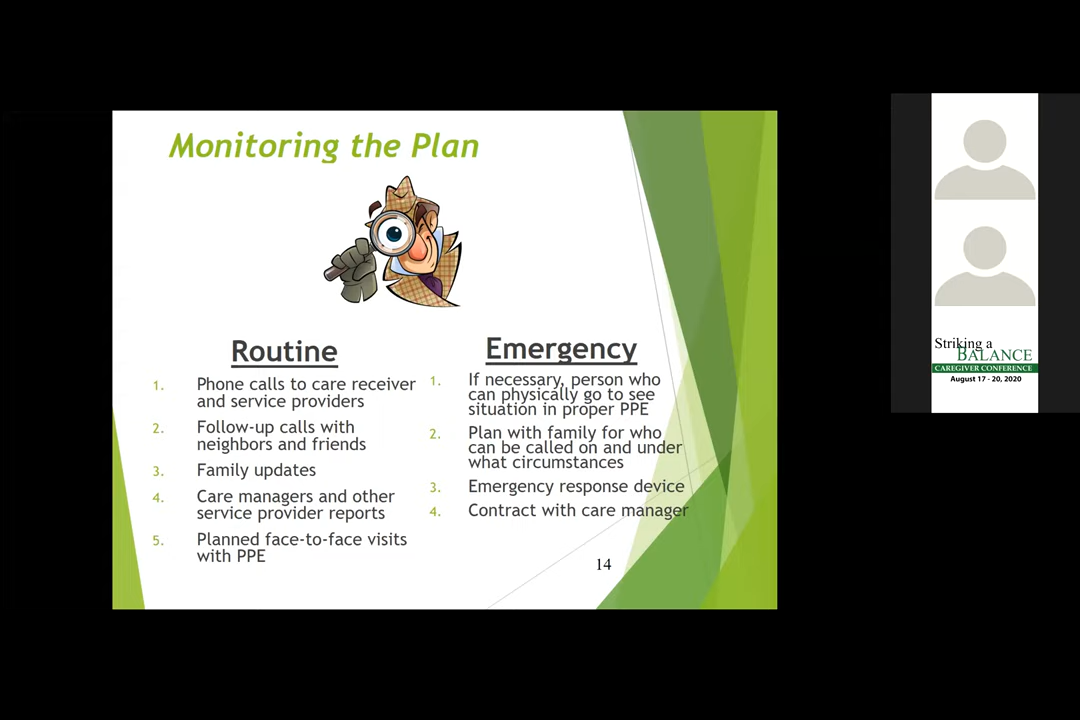 Monitoring the Plan
Routine
1. Phone calls to care receiver
and service providers
2. Follow-up calls with
neighbors and friends
3. Family updates
4. Care managers and other
service provider reports
5. Planned face-to-face visits
with PPE
Emergency
1. If necessary, person who
can physically go to see
situation in proper PPE
2. Plan with family for who
can be called on and under
what circumstances
3. Emergency response device
4. Contract with care manager
14
Striking a
BALANCE
CAREGIVER CONFERENCE
August 17 - 20, 2020